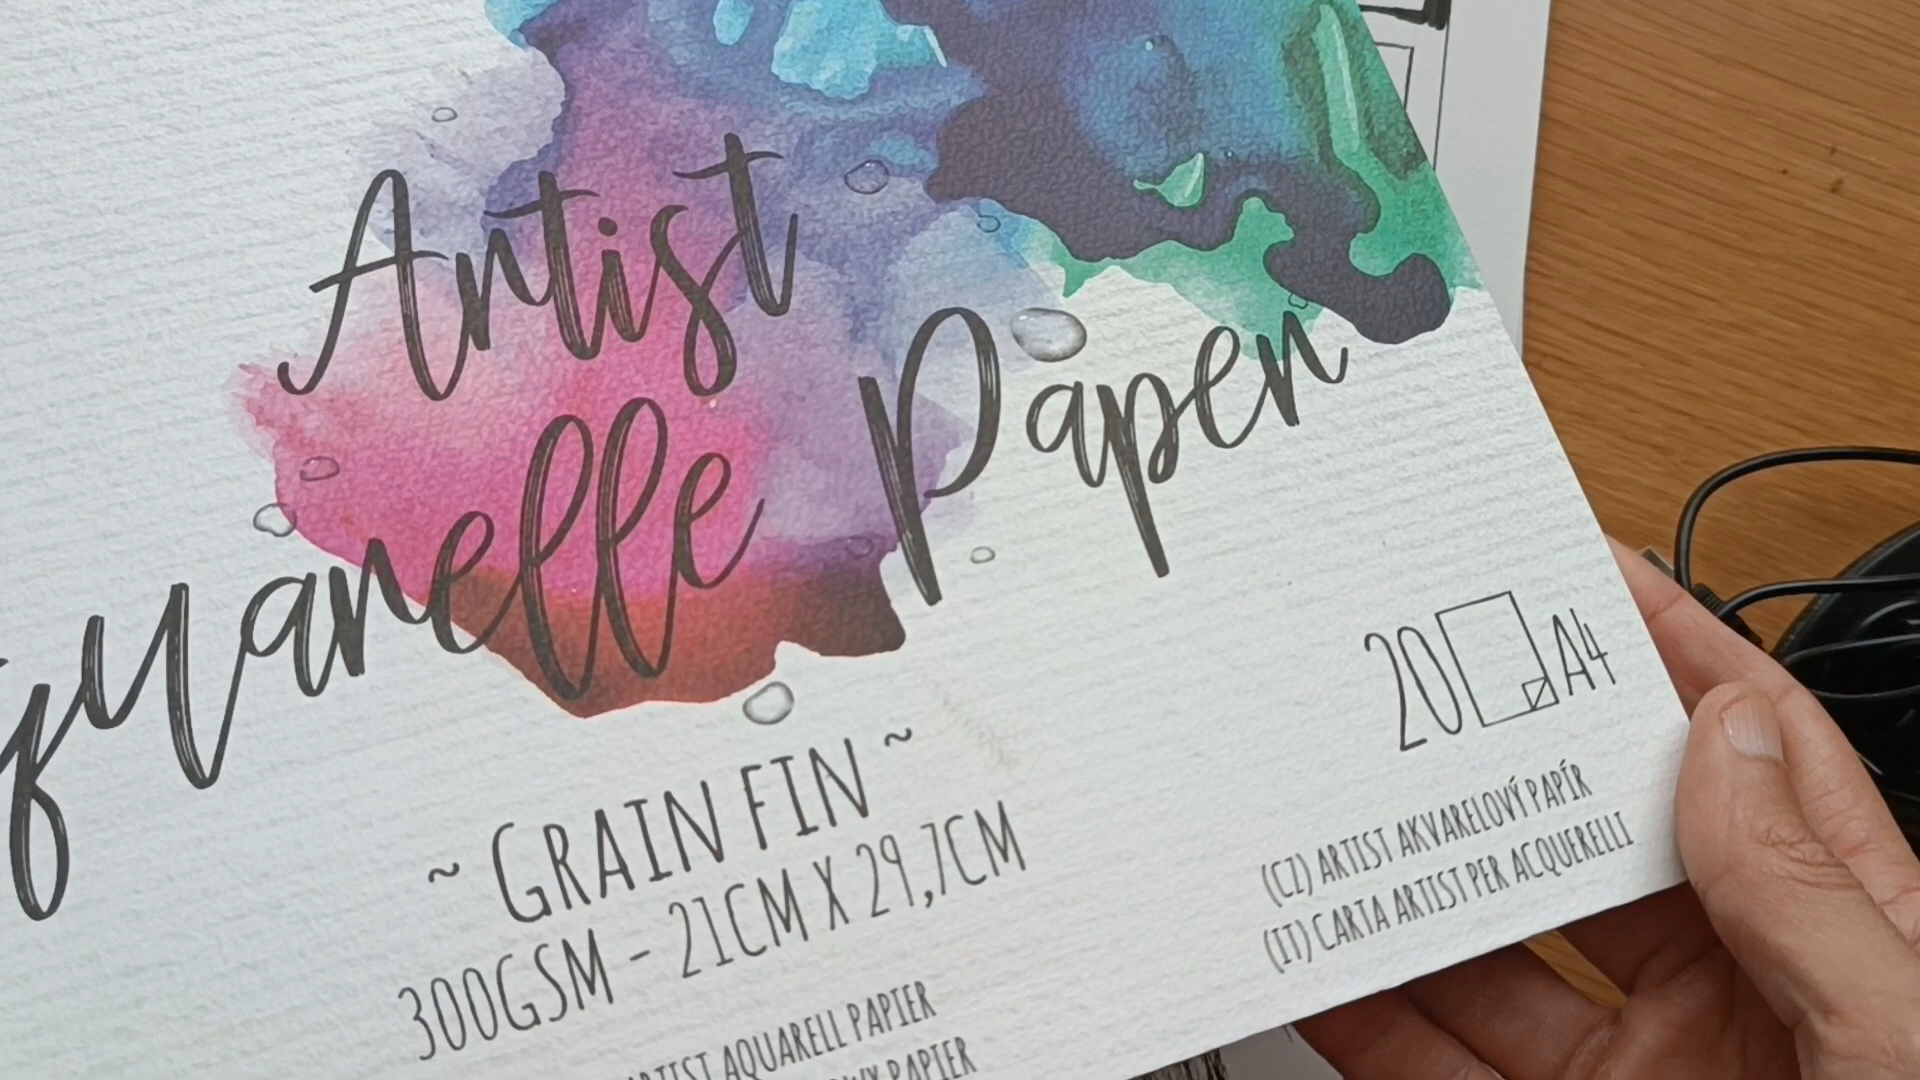 Artist
quarelle Paper
~ GRAIN FIN ~
300GSM - 21CM X 29,7CM
20 A4
(CZ) ARTIST AKVARELOVÝ PAPÍR
(IT) CARTA ARTIST PER ACQUERELLI
ARTIST AQUARELL PAPIER
PAPIER